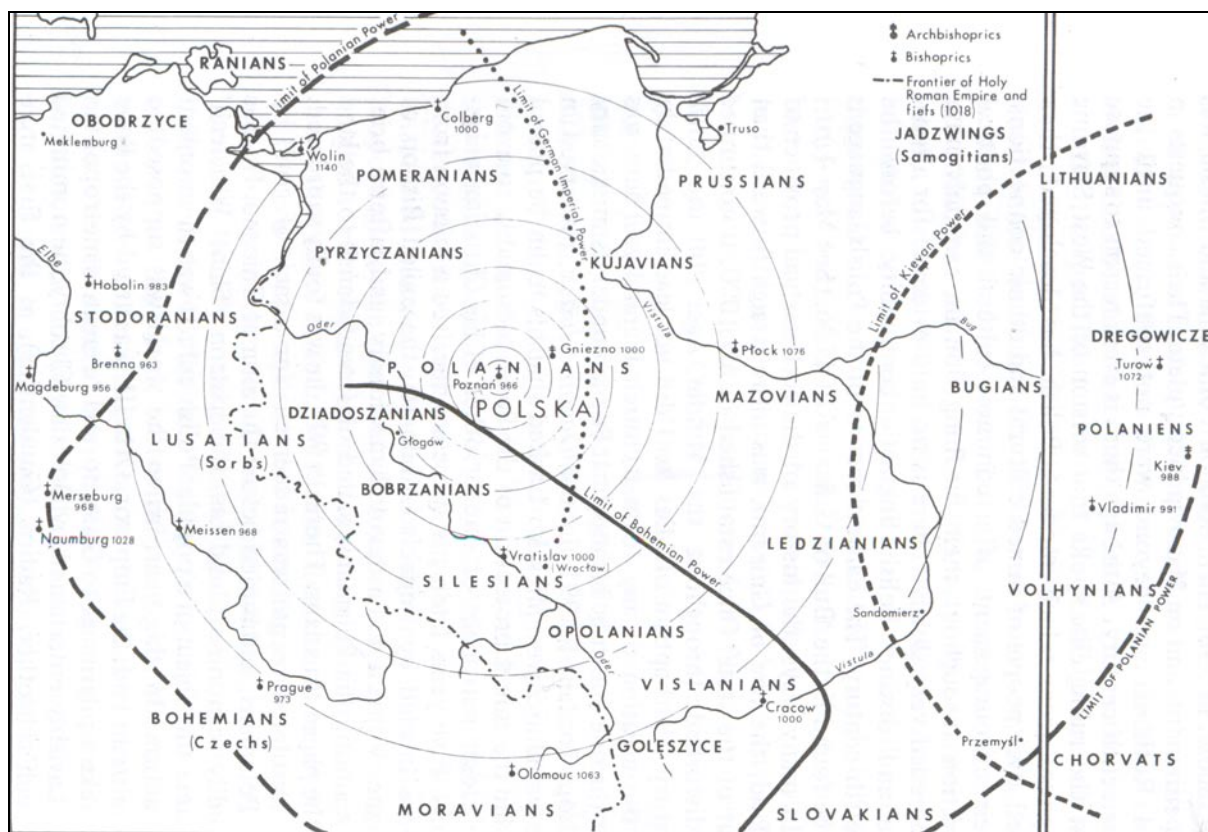 Archbishoprics
Bishoprics
Frontier of Holy
Roman Empire and
Fiefs (1018)
RANIANS
Limit of Polanian Power
OBODRZYCE
Meklemburg
Colberg
1000
Wolin
1140
Limit of German Imperial Power
Truso
JADZWINGS
(Samogitians)
POMERANIANS
PRUSSIANS
LITHUANIANS
Elbe
PYRZYCZANIANS
KUJAVIANS
Limit of Kievan Power
Hobolin 983
STODORANIANS
Oder
Vistula
Bug
Brenna 963
Gniezno 1000
Płock 1076
DREGOWICZE
Turow
1072
Magdeburg 956
POLANIANS
Poznań 966
(POLSKA)
MAZOVIANS
BUGIANS
DZIADOSZANIANS
Głogów
LUSATIANS
(Sorbs)
POLANIENS
Kiev
988
BOBRZANIANS
Limit of Bohemian Power
Merseburg
968
Vladimir 991
Naumburg 1028
Meissen 968
Vratislav 1000
(Wrocław)
LEDZIANIANS
SILESIANS
VOLHYNIANS
Sandomierz
OPOLANIANS
LIMIT OF POLANIAN POWER
Oder
Vistula
VISLANIANS
Prague
973
Cracow
1000
BOHEMIANS
(Czechs)
GOLESZYCE
Przemyśl
CHORVATS
Olomouc 1063
MORAVIANS
SLOVAKIANS